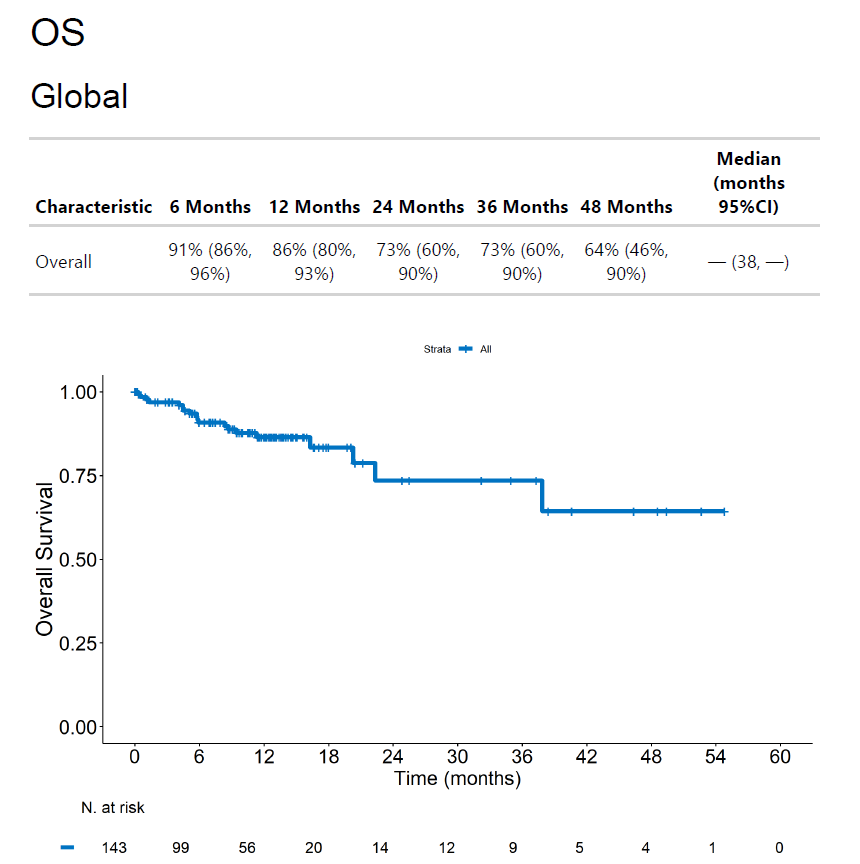 OS
Global
Median
(months
Characteristic 6 Months 12 Months 24 Months 36 Months 48 Months 95%CI)
91% (86%, 86% (80%, 73% (60%, 73% (60%, 64% (46%,
Overall — (38, —)
96%) 93%) 90%) 90%) 90%)
Strata All
1.00
0.75
0.50
0.25
0.00
Overall Survival
0 6 12 18 24 30 36 42 48 54 60
Time (months)
N. at risk
143 99 56 20 14 12 9 5 4 1 0